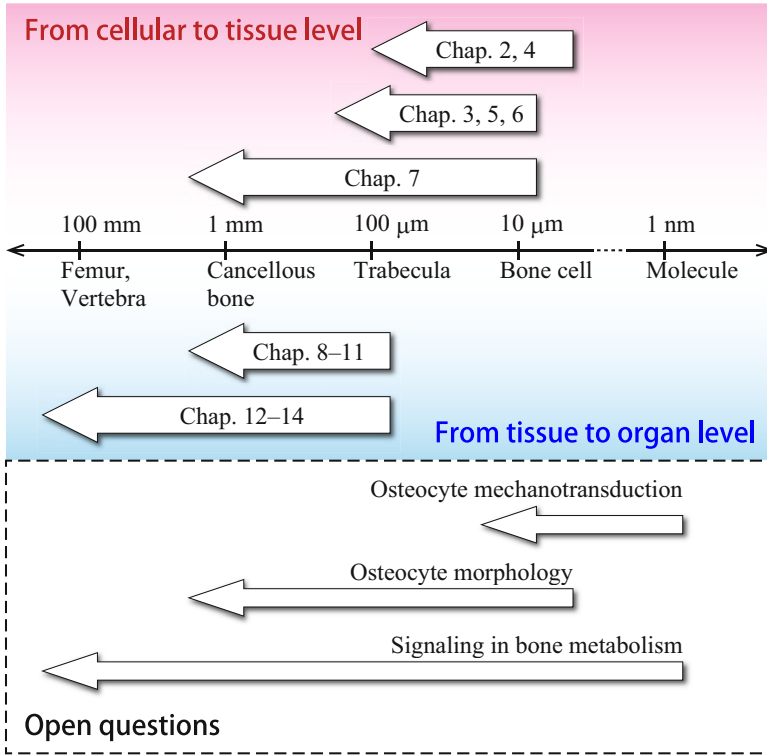 From cellular to tissue level
Chap. 2, 4
Chap. 3, 5, 6
Chap. 7
100 mm 1 mm 100 μm 10 μm 1 nm
Femur, Cancellous Trabecula Bone cell Molecule
Vertebra bone
Chap. 8–11
Chap. 12–14
From tissue to organ level
Osteocyte mechanotransduction
Osteocyte morphology
Signaling in bone metabolism
Open questions